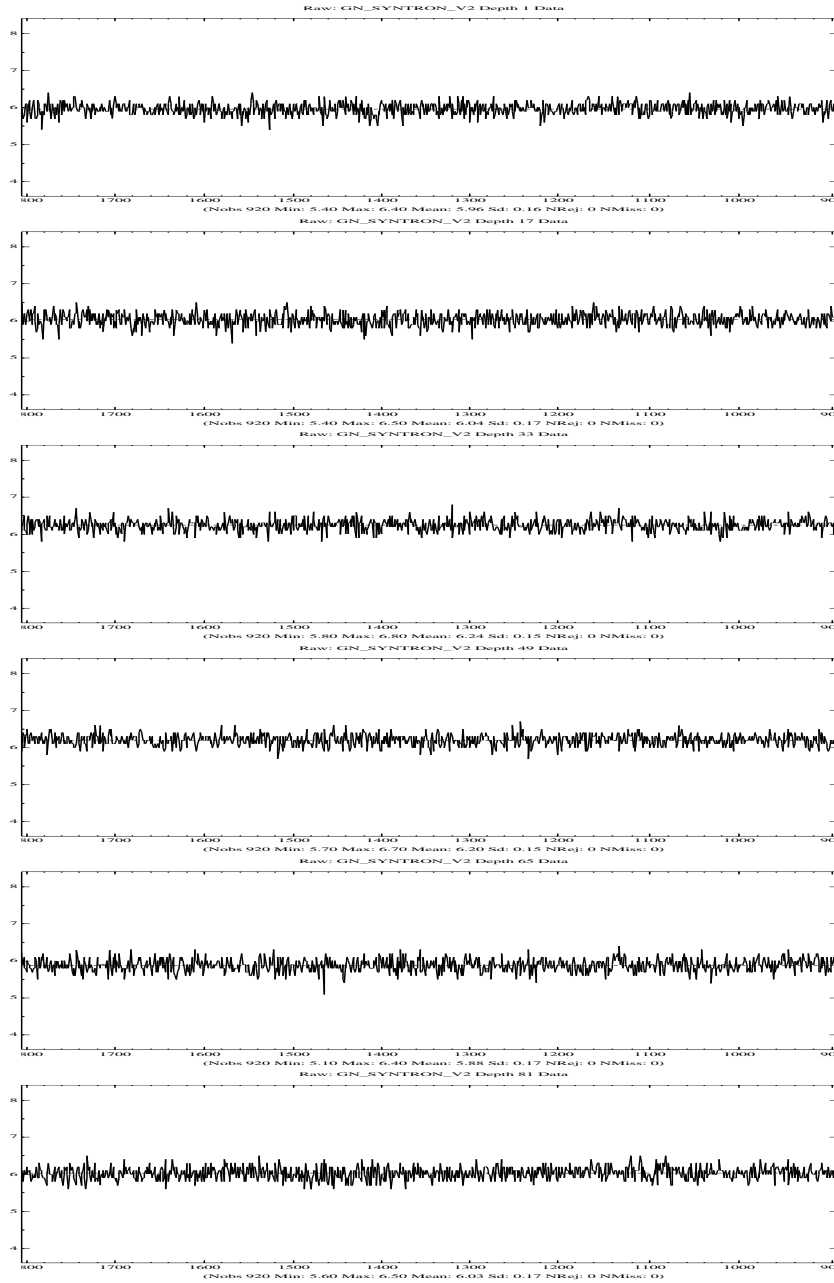 Raw: GN_SYNTRON_V2 Depth 1 Data
8
7
6
5
4
800 1700 1600 1500 1400 1300 1200 1100 1000 90
(Nobs 920 Min: 5.40 Max: 6.40 Mean: 5.96 Sd: 0.16 NRej: 0 NMiss: 0)
Raw: GN_SYNTRON_V2 Depth 17 Data
8
7
6
5
4
800 1700 1600 1500 1400 1300 1200 1100 1000 90
(Nobs 920 Min: 5.40 Max: 6.50 Mean: 6.04 Sd: 0.17 NRej: 0 NMiss: 0)
Raw: GN_SYNTRON_V2 Depth 33 Data
8
7
6
5
4
800 1700 1600 1500 1400 1300 1200 1100 1000 90
(Nobs 920 Min: 5.80 Max: 6.80 Mean: 6.24 Sd: 0.15 NRej: 0 NMiss: 0)
Raw: GN_SYNTRON_V2 Depth 49 Data
8
7
6
5
4
800 1700 1600 1500 1400 1300 1200 1100 1000 90
(Nobs 920 Min: 5.70 Max: 6.70 Mean: 6.20 Sd: 0.15 NRej: 0 NMiss: 0)
Raw: GN_SYNTRON_V2 Depth 65 Data
8
7
6
5
4
800 1700 1600 1500 1400 1300 1200 1100 1000 90
(Nobs 920 Min: 5.10 Max: 6.40 Mean: 5.88 Sd: 0.17 NRej: 0 NMiss: 0)
Raw: GN_SYNTRON_V2 Depth 81 Data
8
7
6
5
4
800 1700 1600 1500 1400 1300 1200 1100 1000 90
(Nobs 920 Min: 5.60 Max: 6.50 Mean: 6.03 Sd: 0.17 NRej: 0 NMiss: 0)